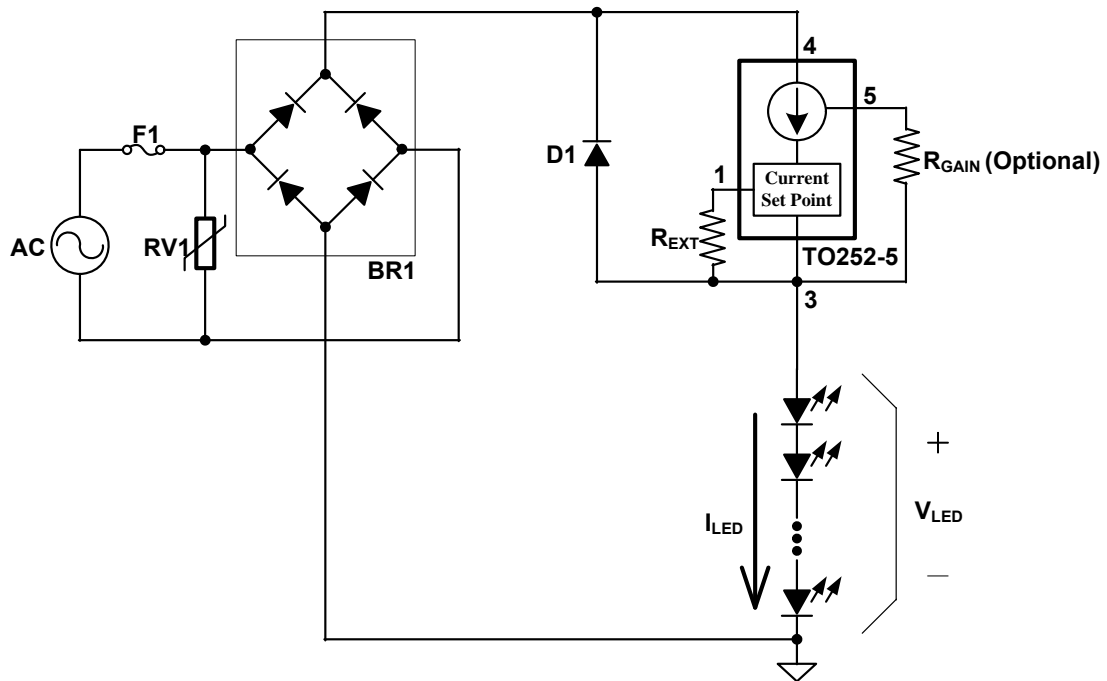 4
F1
5
D1
1
R_GAIN (Optional)
Current
Set Point
AC
RV1
R_EXT
TO252-5
BR1
3
+
I_LED
V_LED
−